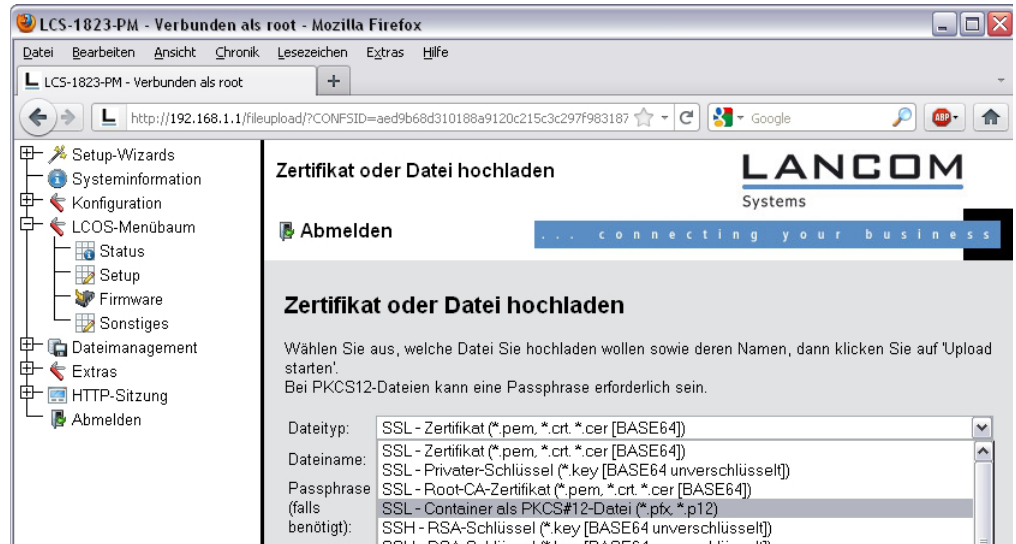 LCS-1823-PM - Verbunden als root - Mozilla Firefox
Datei Bearbeiten Ansicht Chronik Lesezeichen Extras Hilfe
LCS-1823-PM - Verbunden als root
http://192.168.1.1/fileupload/?CONFSID=aed9b68d310188a9120c215c3c297f983187
Google
ABP
Setup-Wizards
Systeminformation
Konfiguration
LCOS-Menübaum
Status
Setup
Firmware
Sonstiges
Dateimanagement
Extras
HTTP-Sitzung
Abmelden
Zertifikat oder Datei hochladen
LANCOM
Systems
Abmelden
... connecting your business
Zertifikat oder Datei hochladen
Wählen Sie aus, welche Datei Sie hochladen wollen sowie deren Namen, dann klicken Sie auf 'Upload
starten'.
Bei PKCS12-Dateien kann eine Passphrase erforderlich sein.
Dateityp: SSL - Zertifikat (*.pem, *.crt. *.cer [BASE64])
Dateiname:
Passphrase
(falls
benötigt):
SSL - Zertifikat (*.pem, *.crt. *.cer [BASE64])
SSL - Privater-Schlüssel (*.key [BASE64 unverschlüsselt])
SSL - Root-CA-Zertifikat (*.pem, *.crt. *.cer [BASE64])
SSL - Container als PKCS#12-Datei (*.pfx, *.p12)
SSH - RSA-Schlüssel (*.key [BASE64 unverschlüsselt])